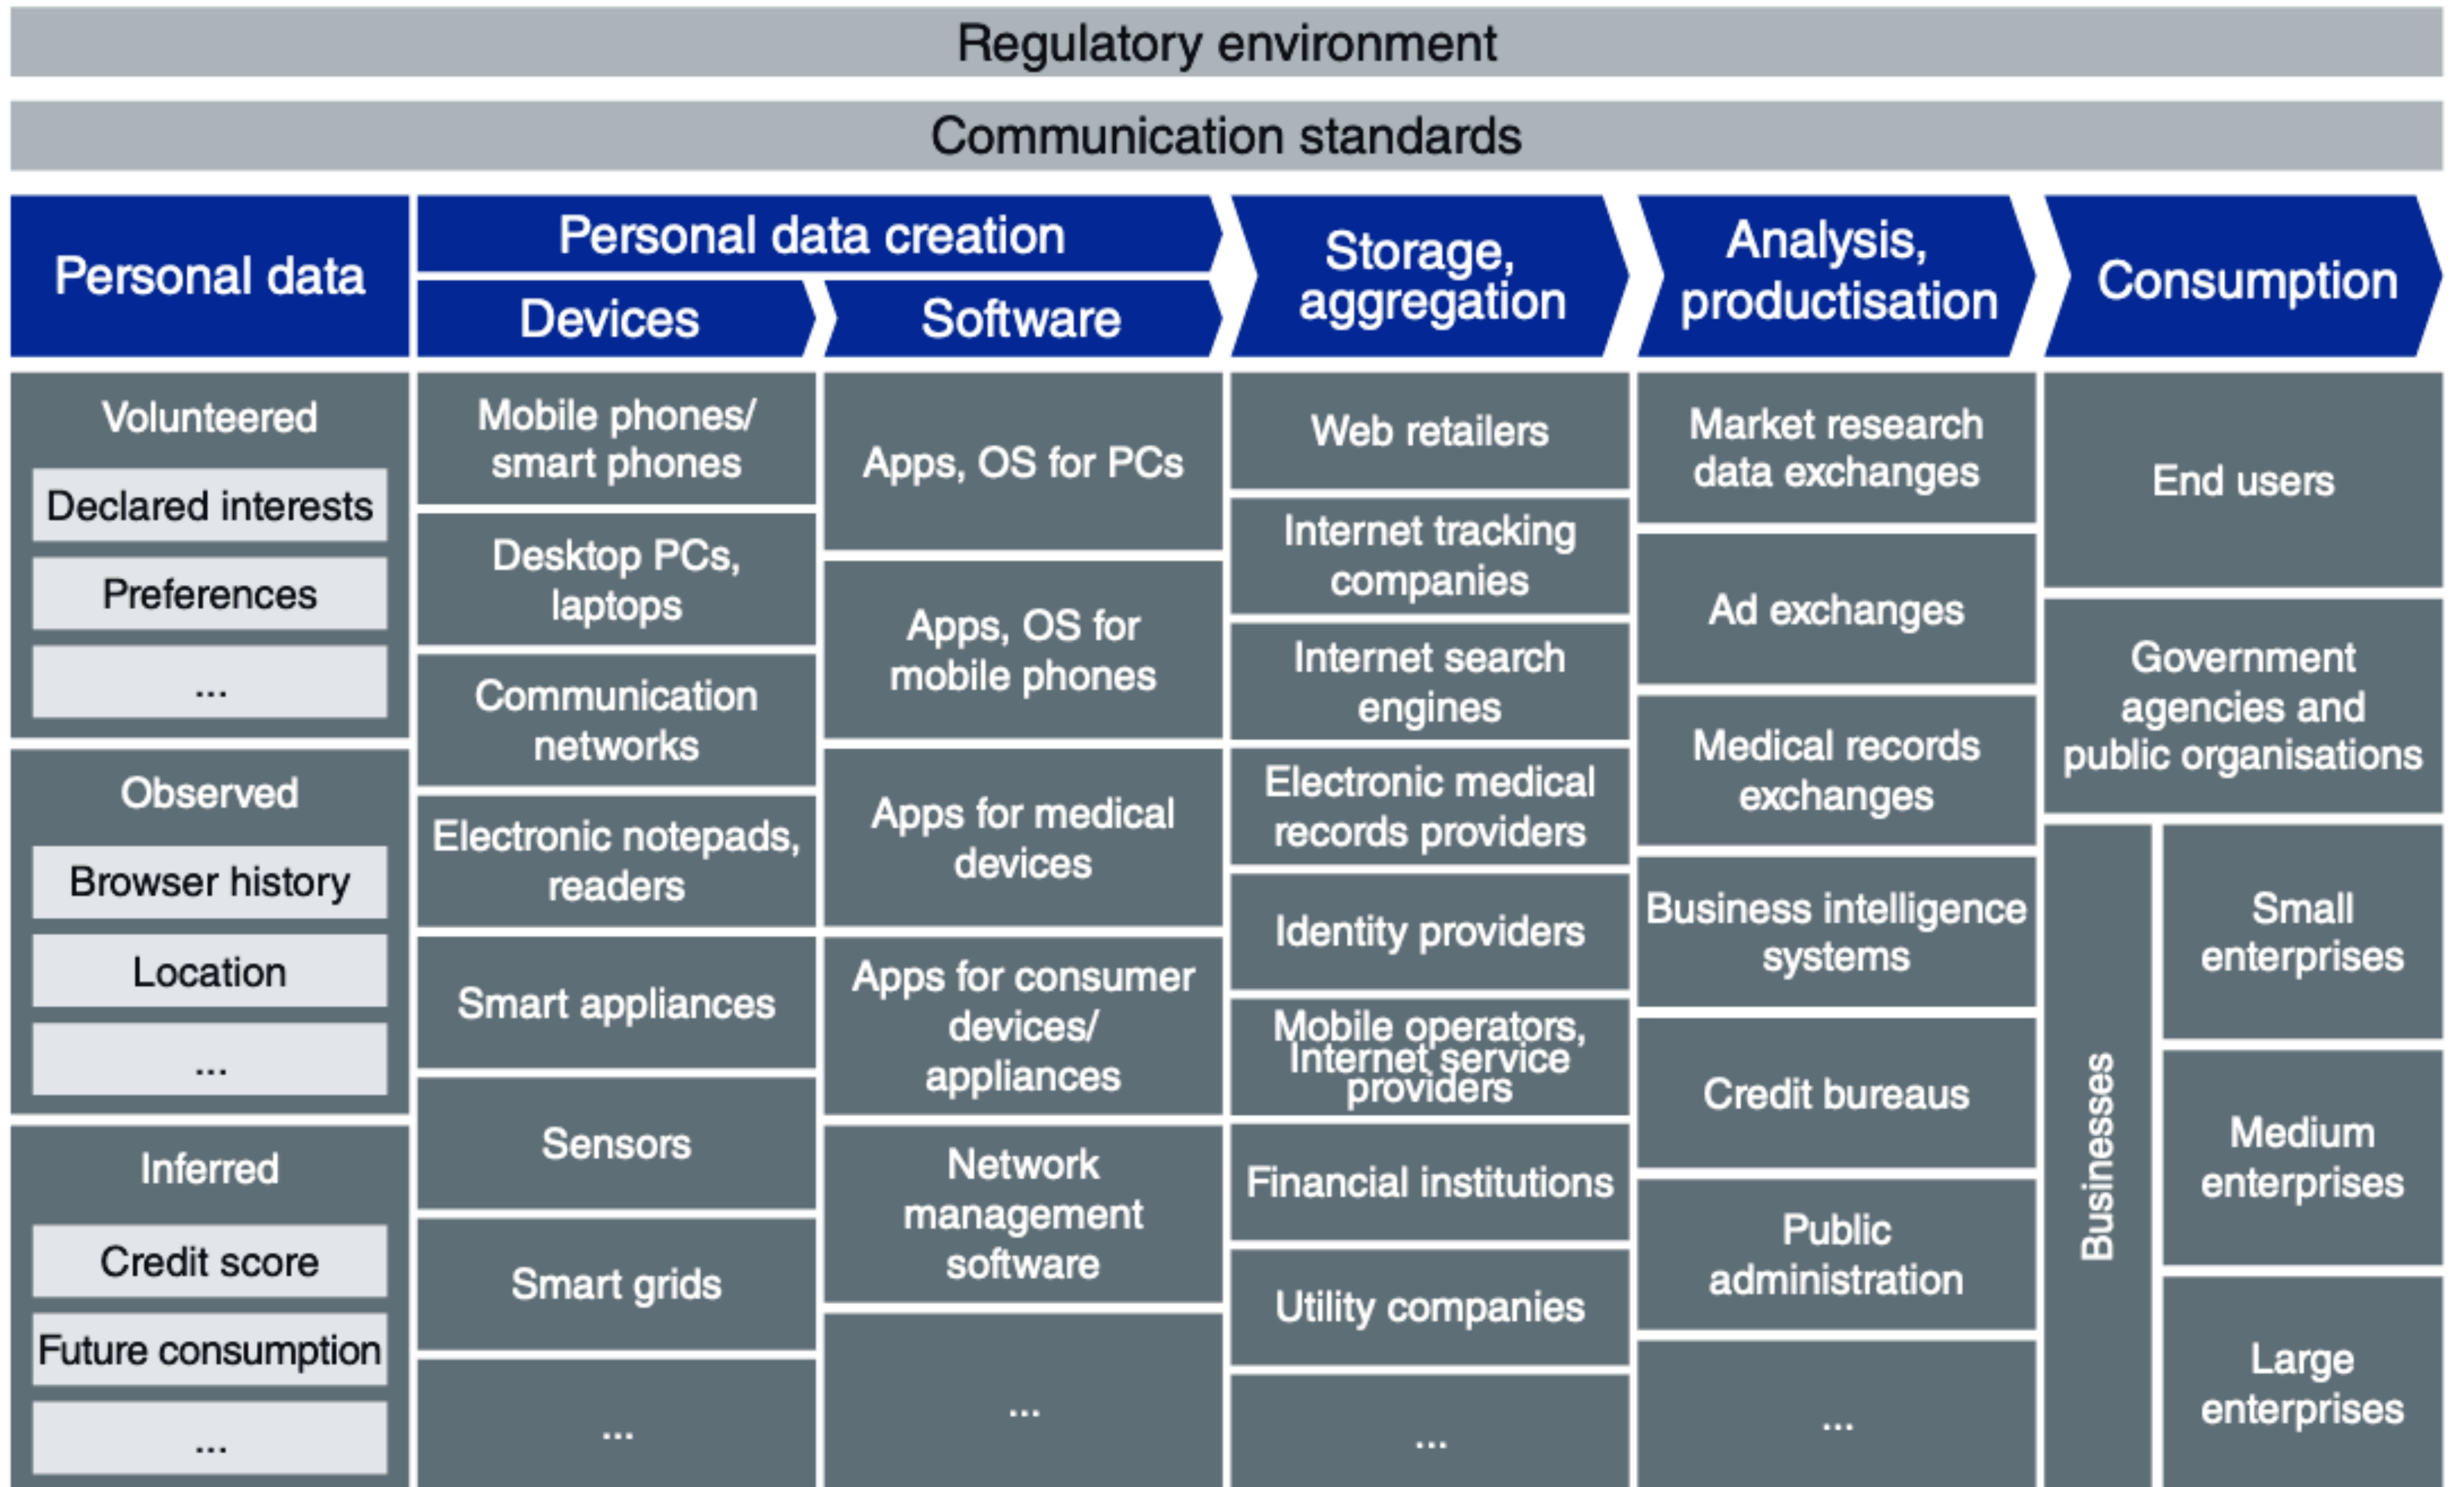 Regulatory environment
Communication standards
Personal data
Personal data creation
Devices
Software
Storage,
aggregation
Analysis,
productisation
Consumption
Volunteered
Declared interests
Preferences
...
Observed
Browser history
Location
...
Inferred
Credit score
Future consumption
...
Mobile phones/
smart phones
Desktop PCs,
laptops
Communication
networks
Electronic notepads,
readers
Smart appliances
Sensors
Smart grids
...
Apps, OS for PCs
Apps, OS for
mobile phones
Apps for medical
devices
Apps for consumer
devices/
appliances
Network
management
software
...
Web retailers
Internet tracking
companies
Internet search
engines
Electronic medical
records providers
Identity providers
Mobile operators,
Internet service
providers
Financial institutions
Utility companies
...
Market research
data exchanges
Ad exchanges
Medical records
exchanges
Business intelligence
systems
Credit bureaus
Public
administration
...
End users
Government
agencies and
public organisations
Businesses
Small
enterprises
Medium
enterprises
Large
enterprises